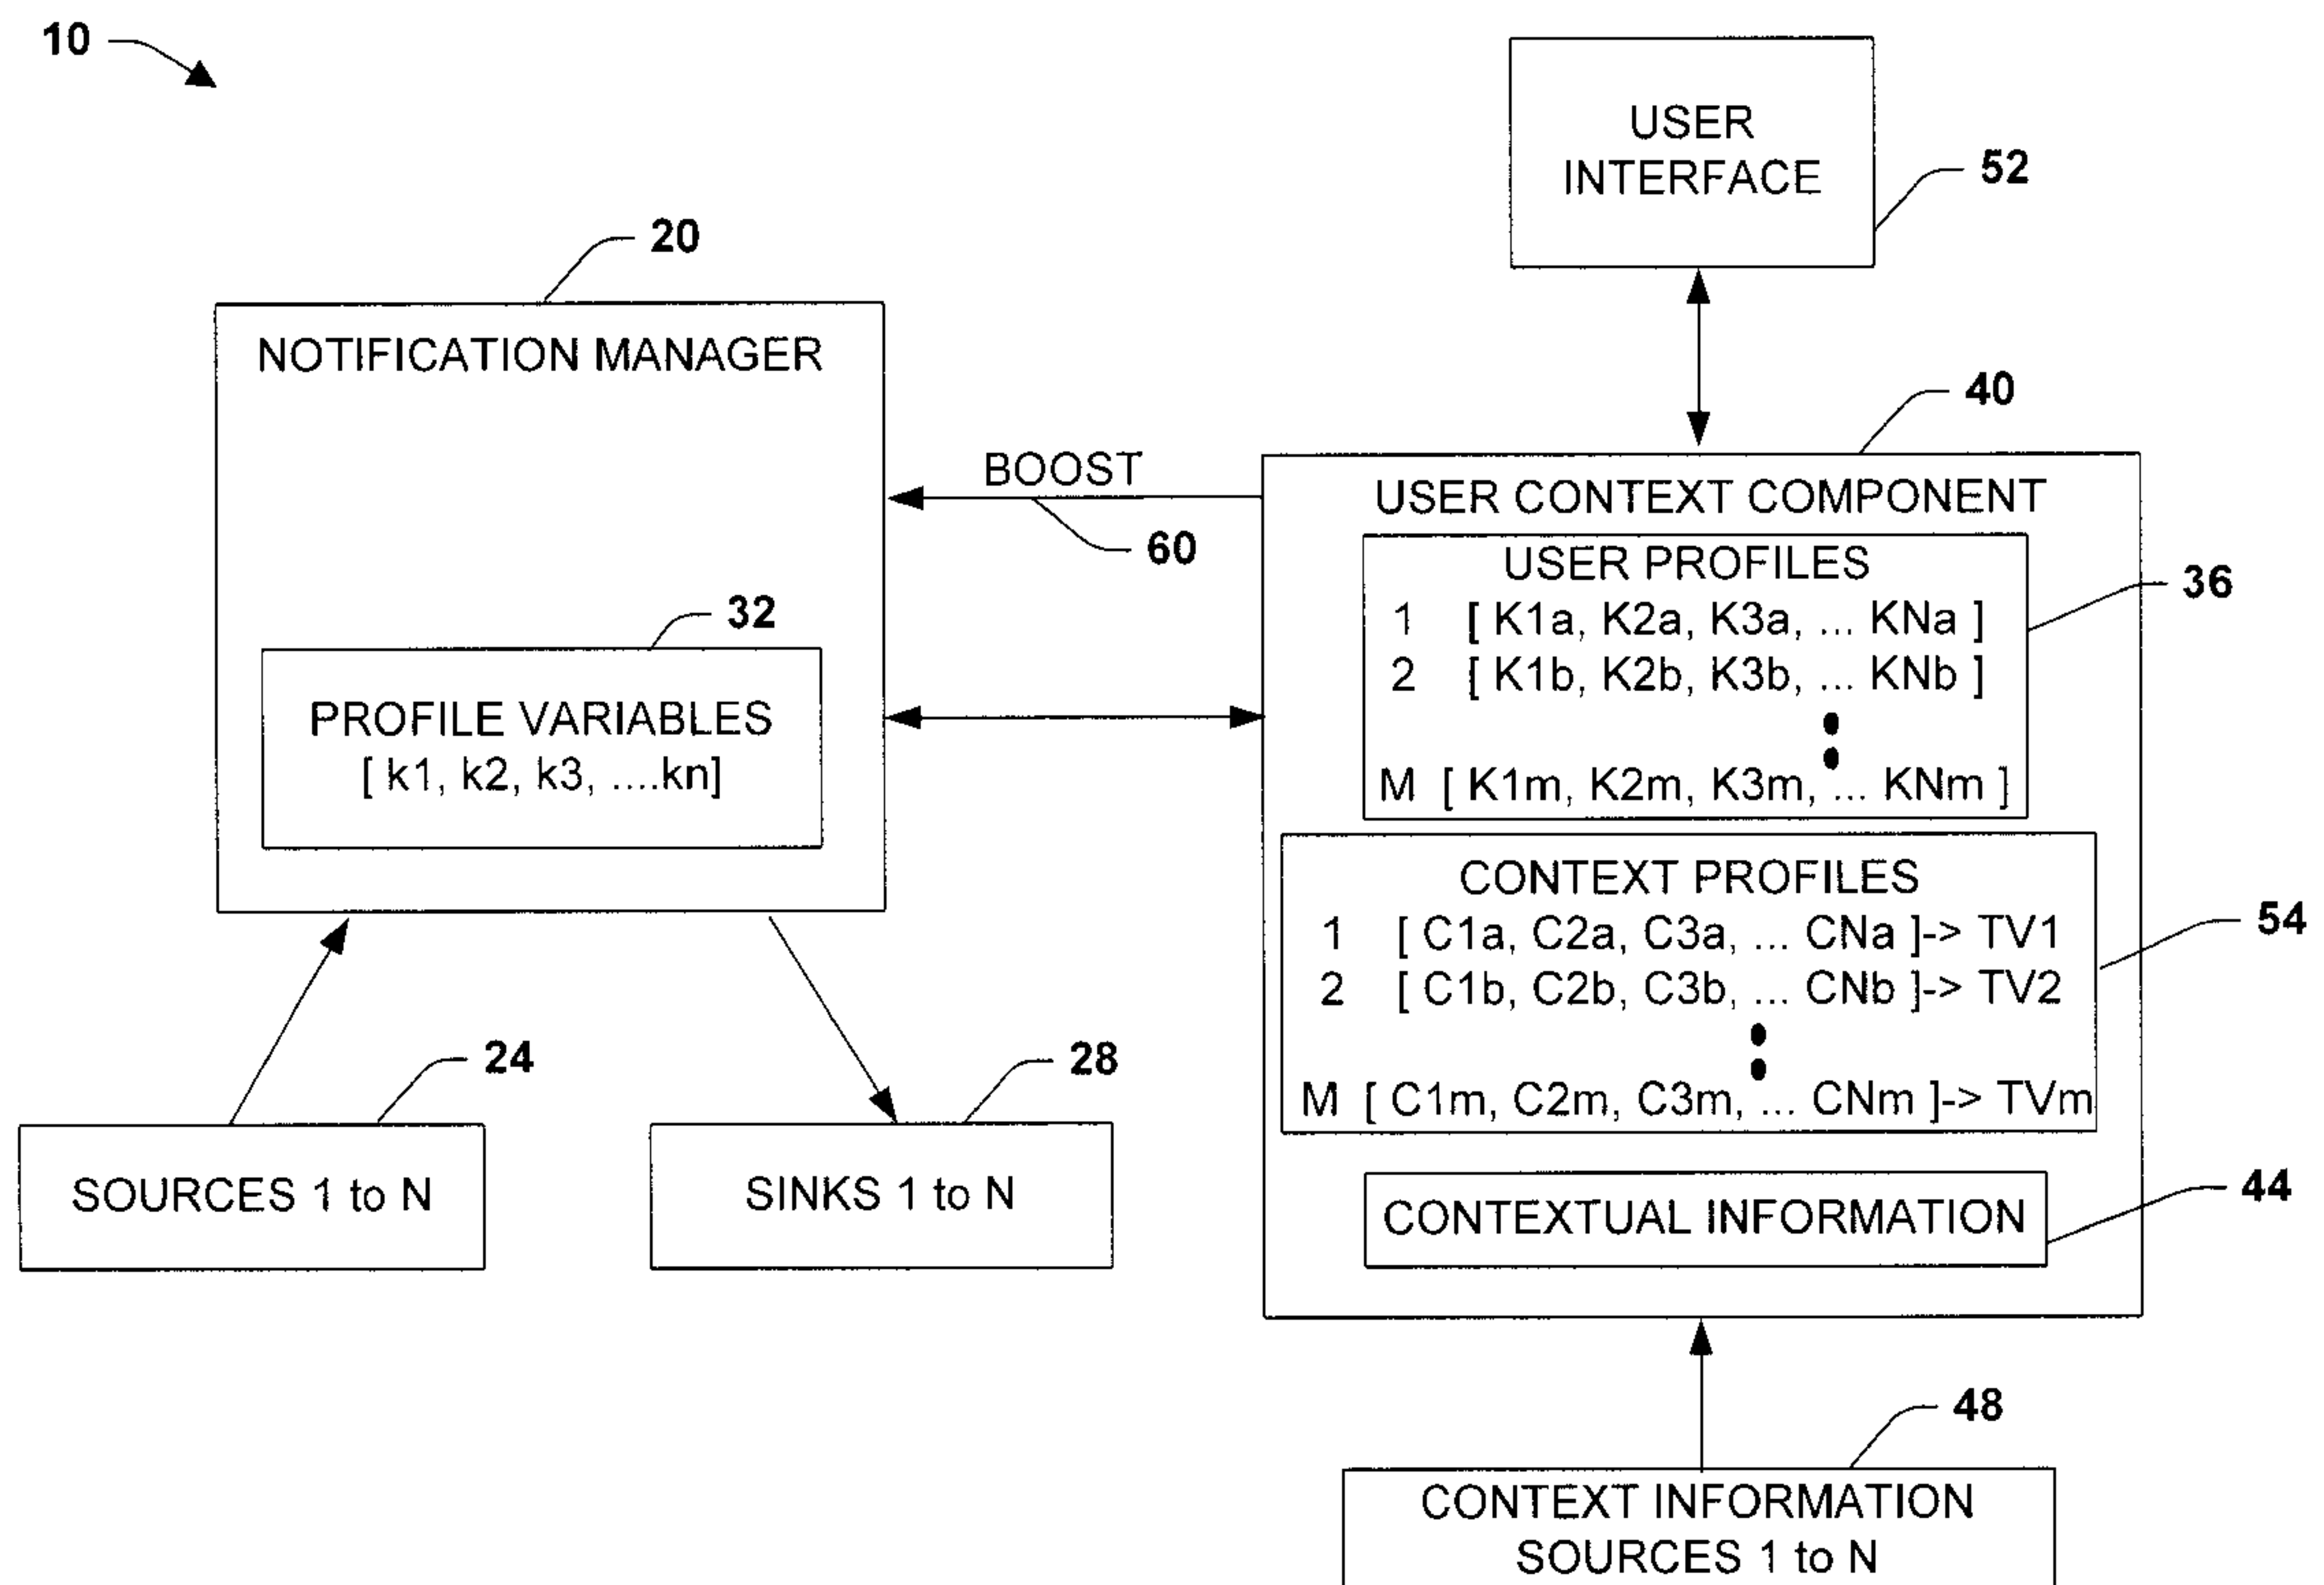 10
USER
INTERFACE
52
20
NOTIFICATION MANAGER
40
BOOST
60
USER CONTEXT COMPONENT
USER PROFILES
36
1 [ K1a, K2a, K3a, ... KNa ]
2 [ K1b, K2b, K3b, ... KNb ]
M [ K1m, K2m, K3m, ... KNm ]
32
PROFILE VARIABLES
[ k1, k2, k3, ....kn]
CONTEXT PROFILES
54
1 [ C1a, C2a, C3a, ... CNa ]-> TV1
2 [ C1b, C2b, C3b, ... CNb ]-> TV2
M [ C1m, C2m, C3m, ... CNm ]-> TVm
24
28
SOURCES 1 to N
SINKS 1 to N
44
CONTEXTUAL INFORMATION
48
CONTEXT INFORMATION
SOURCES 1 to N